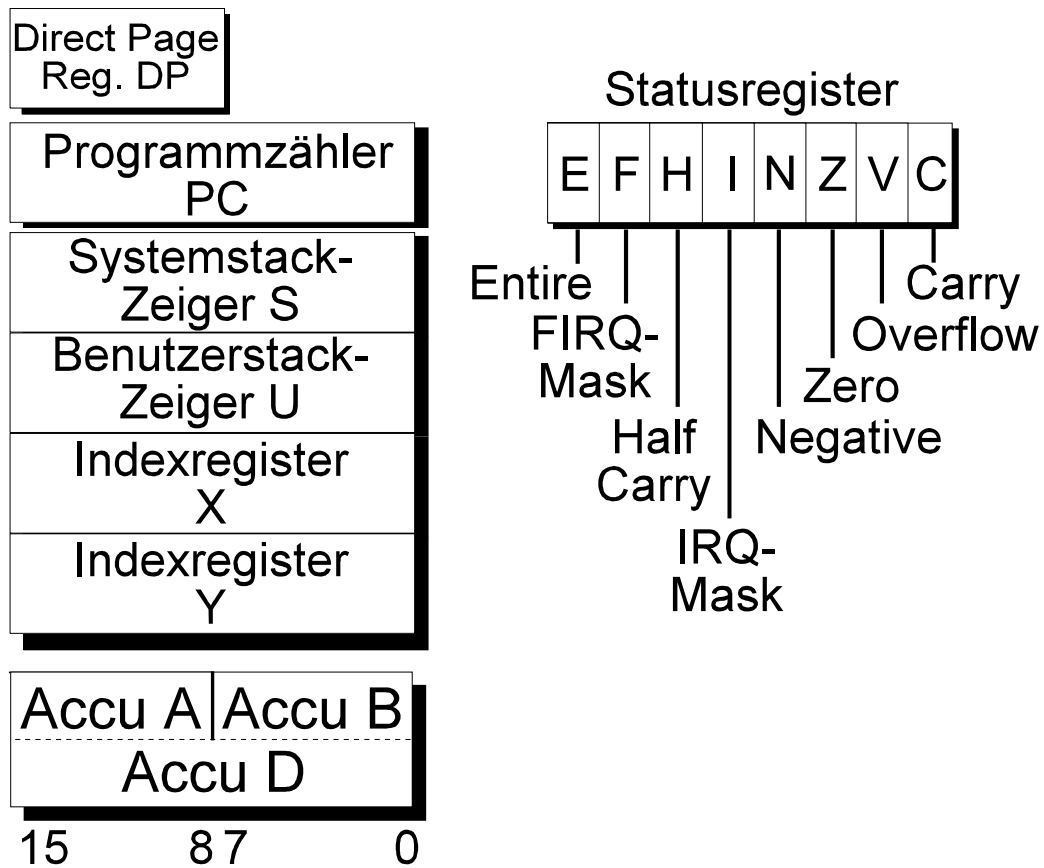 Direct Page
Reg. DP
Programmzähler
PC
Systemstack-
Zeiger S
Benutzerstack-
Zeiger U
Indexregister
X
Indexregister
Y
Accu A Accu B
Accu D
15 8 7 0
Statusregister
E F H I N Z V C
Entire
FIRQ-
Mask
Half
Carry
IRQ-
Mask
Negative
Zero
Overflow
Carry